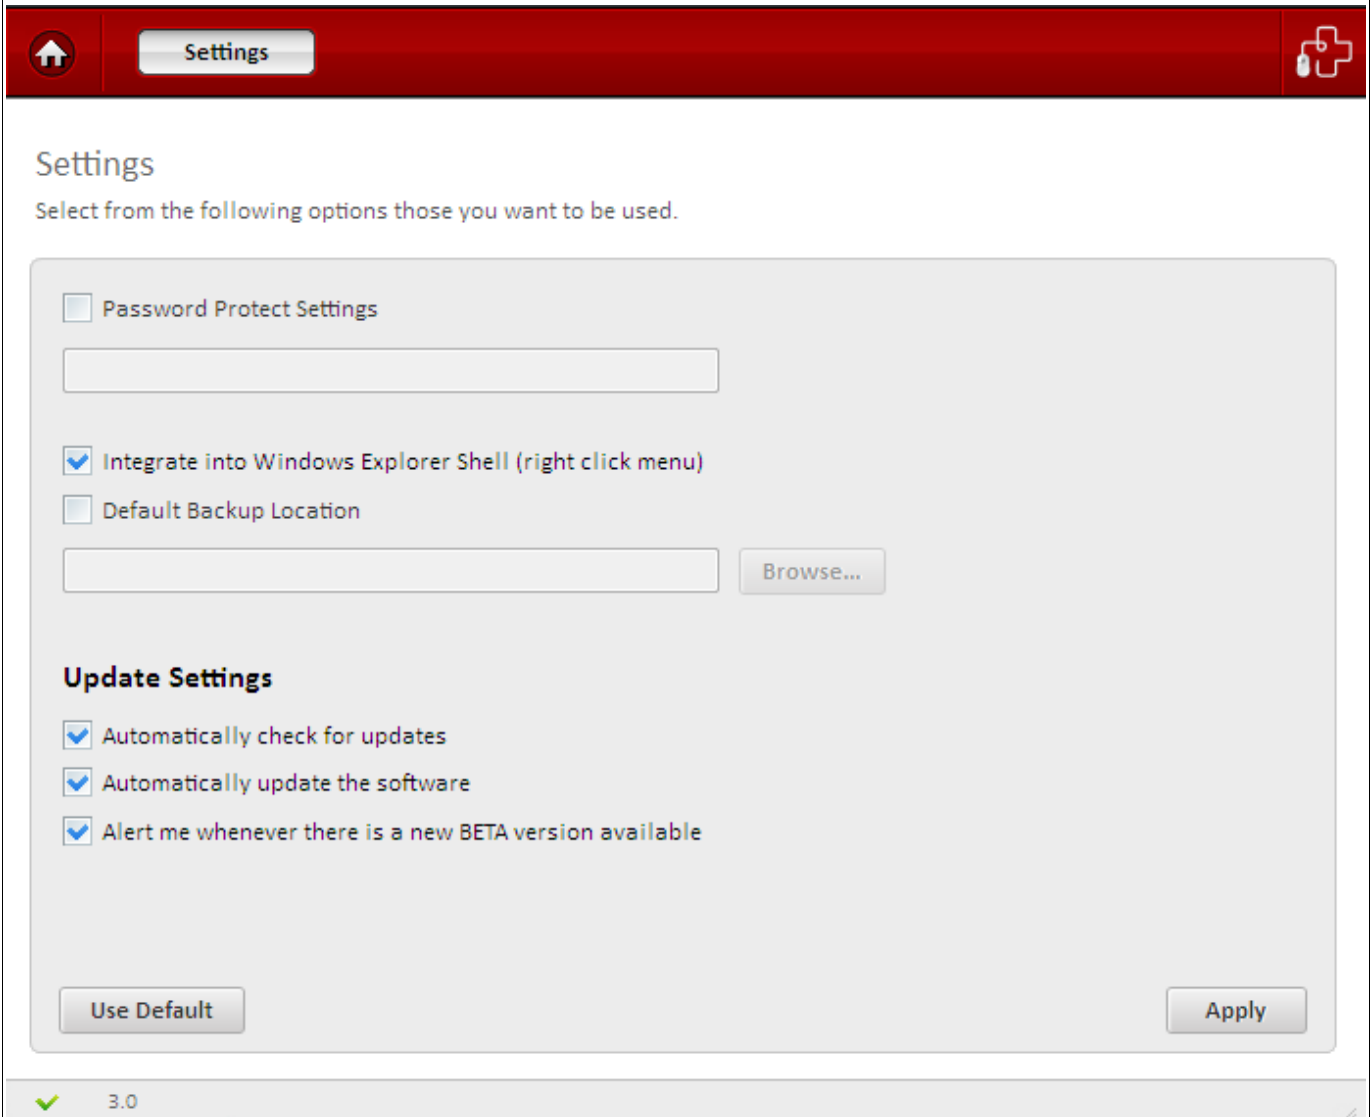 Settings
Settings
Select from the following options those you want to be used.
Password Protect Settings
Integrate into Windows Explorer Shell (right click menu)
Default Backup Location
Browse...
Update Settings
Automatically check for updates
Automatically update the software
Alert me whenever there is a new BETA version available
Use Default
Apply
3.0